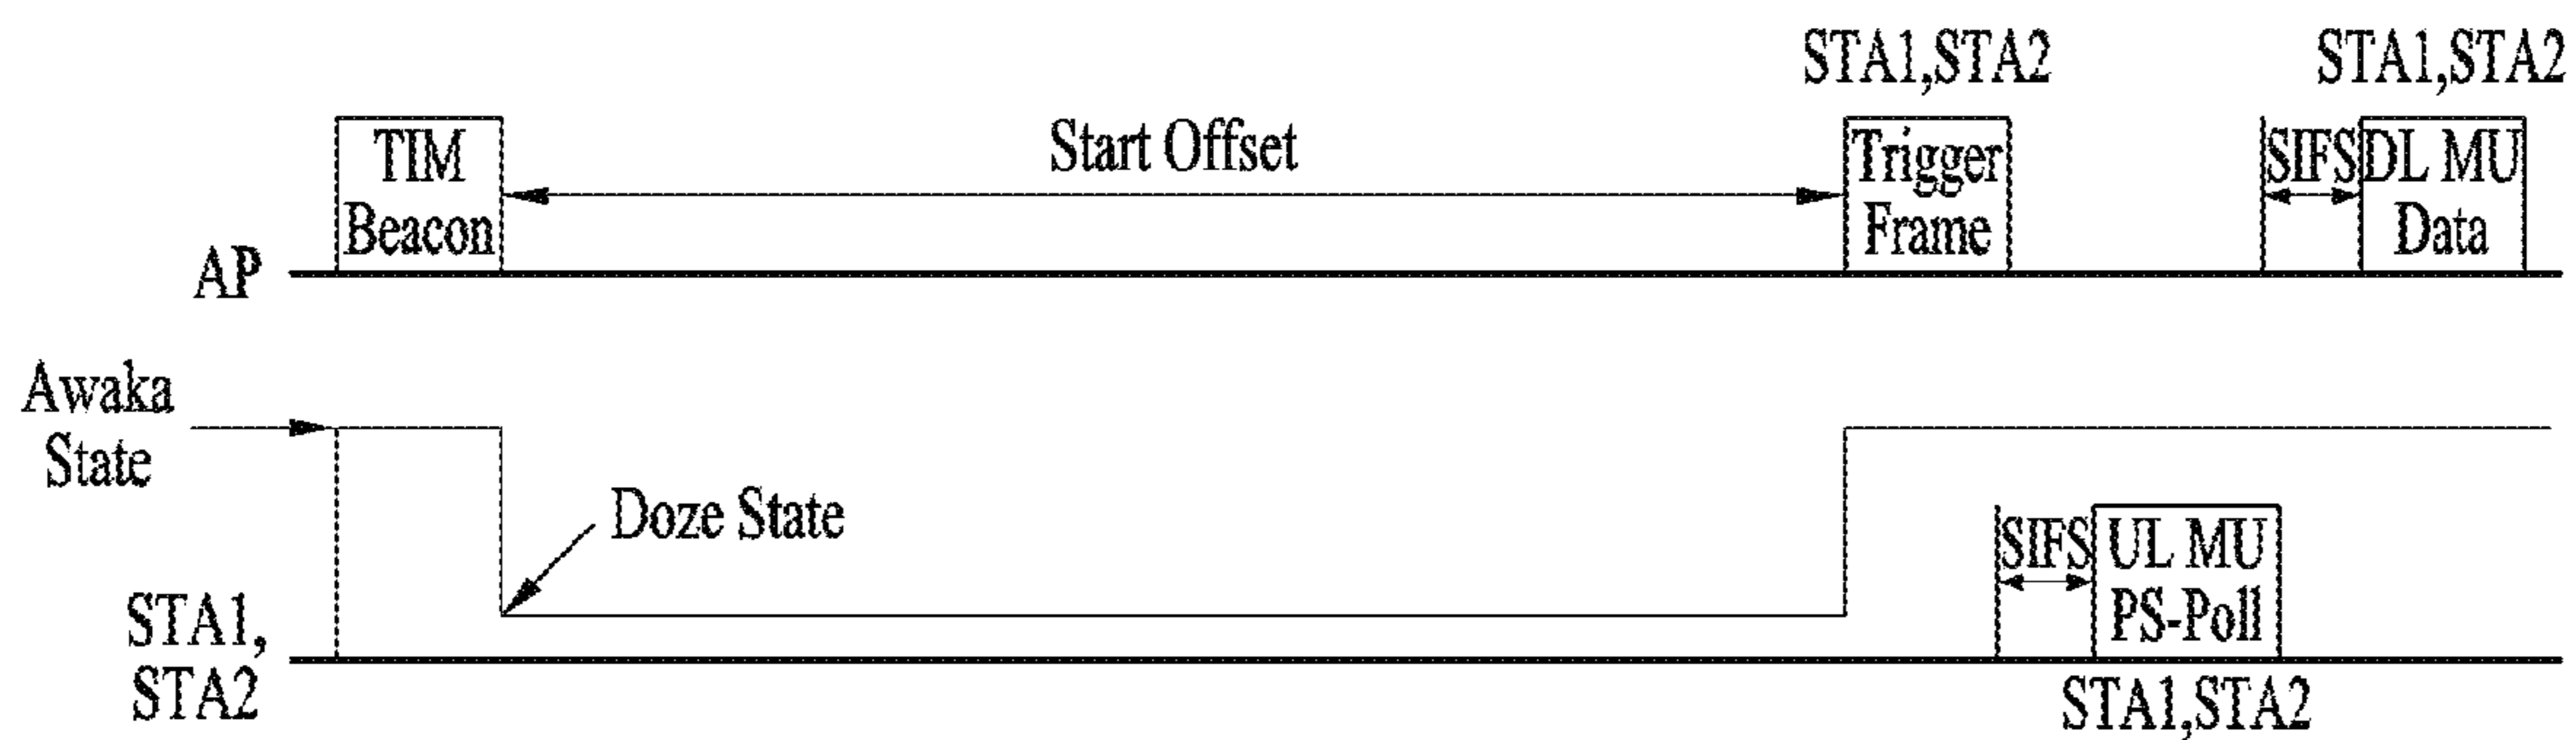 STA1,STA2
STA1,STA2
TIM
Beacon
Start Offset
Trigger
Frame
SIFS
DL MU
Data
AP
Awaka
State
Doze State
SIFS
UL MU
PS-Poll
STA1,
STA2
STA1,STA2